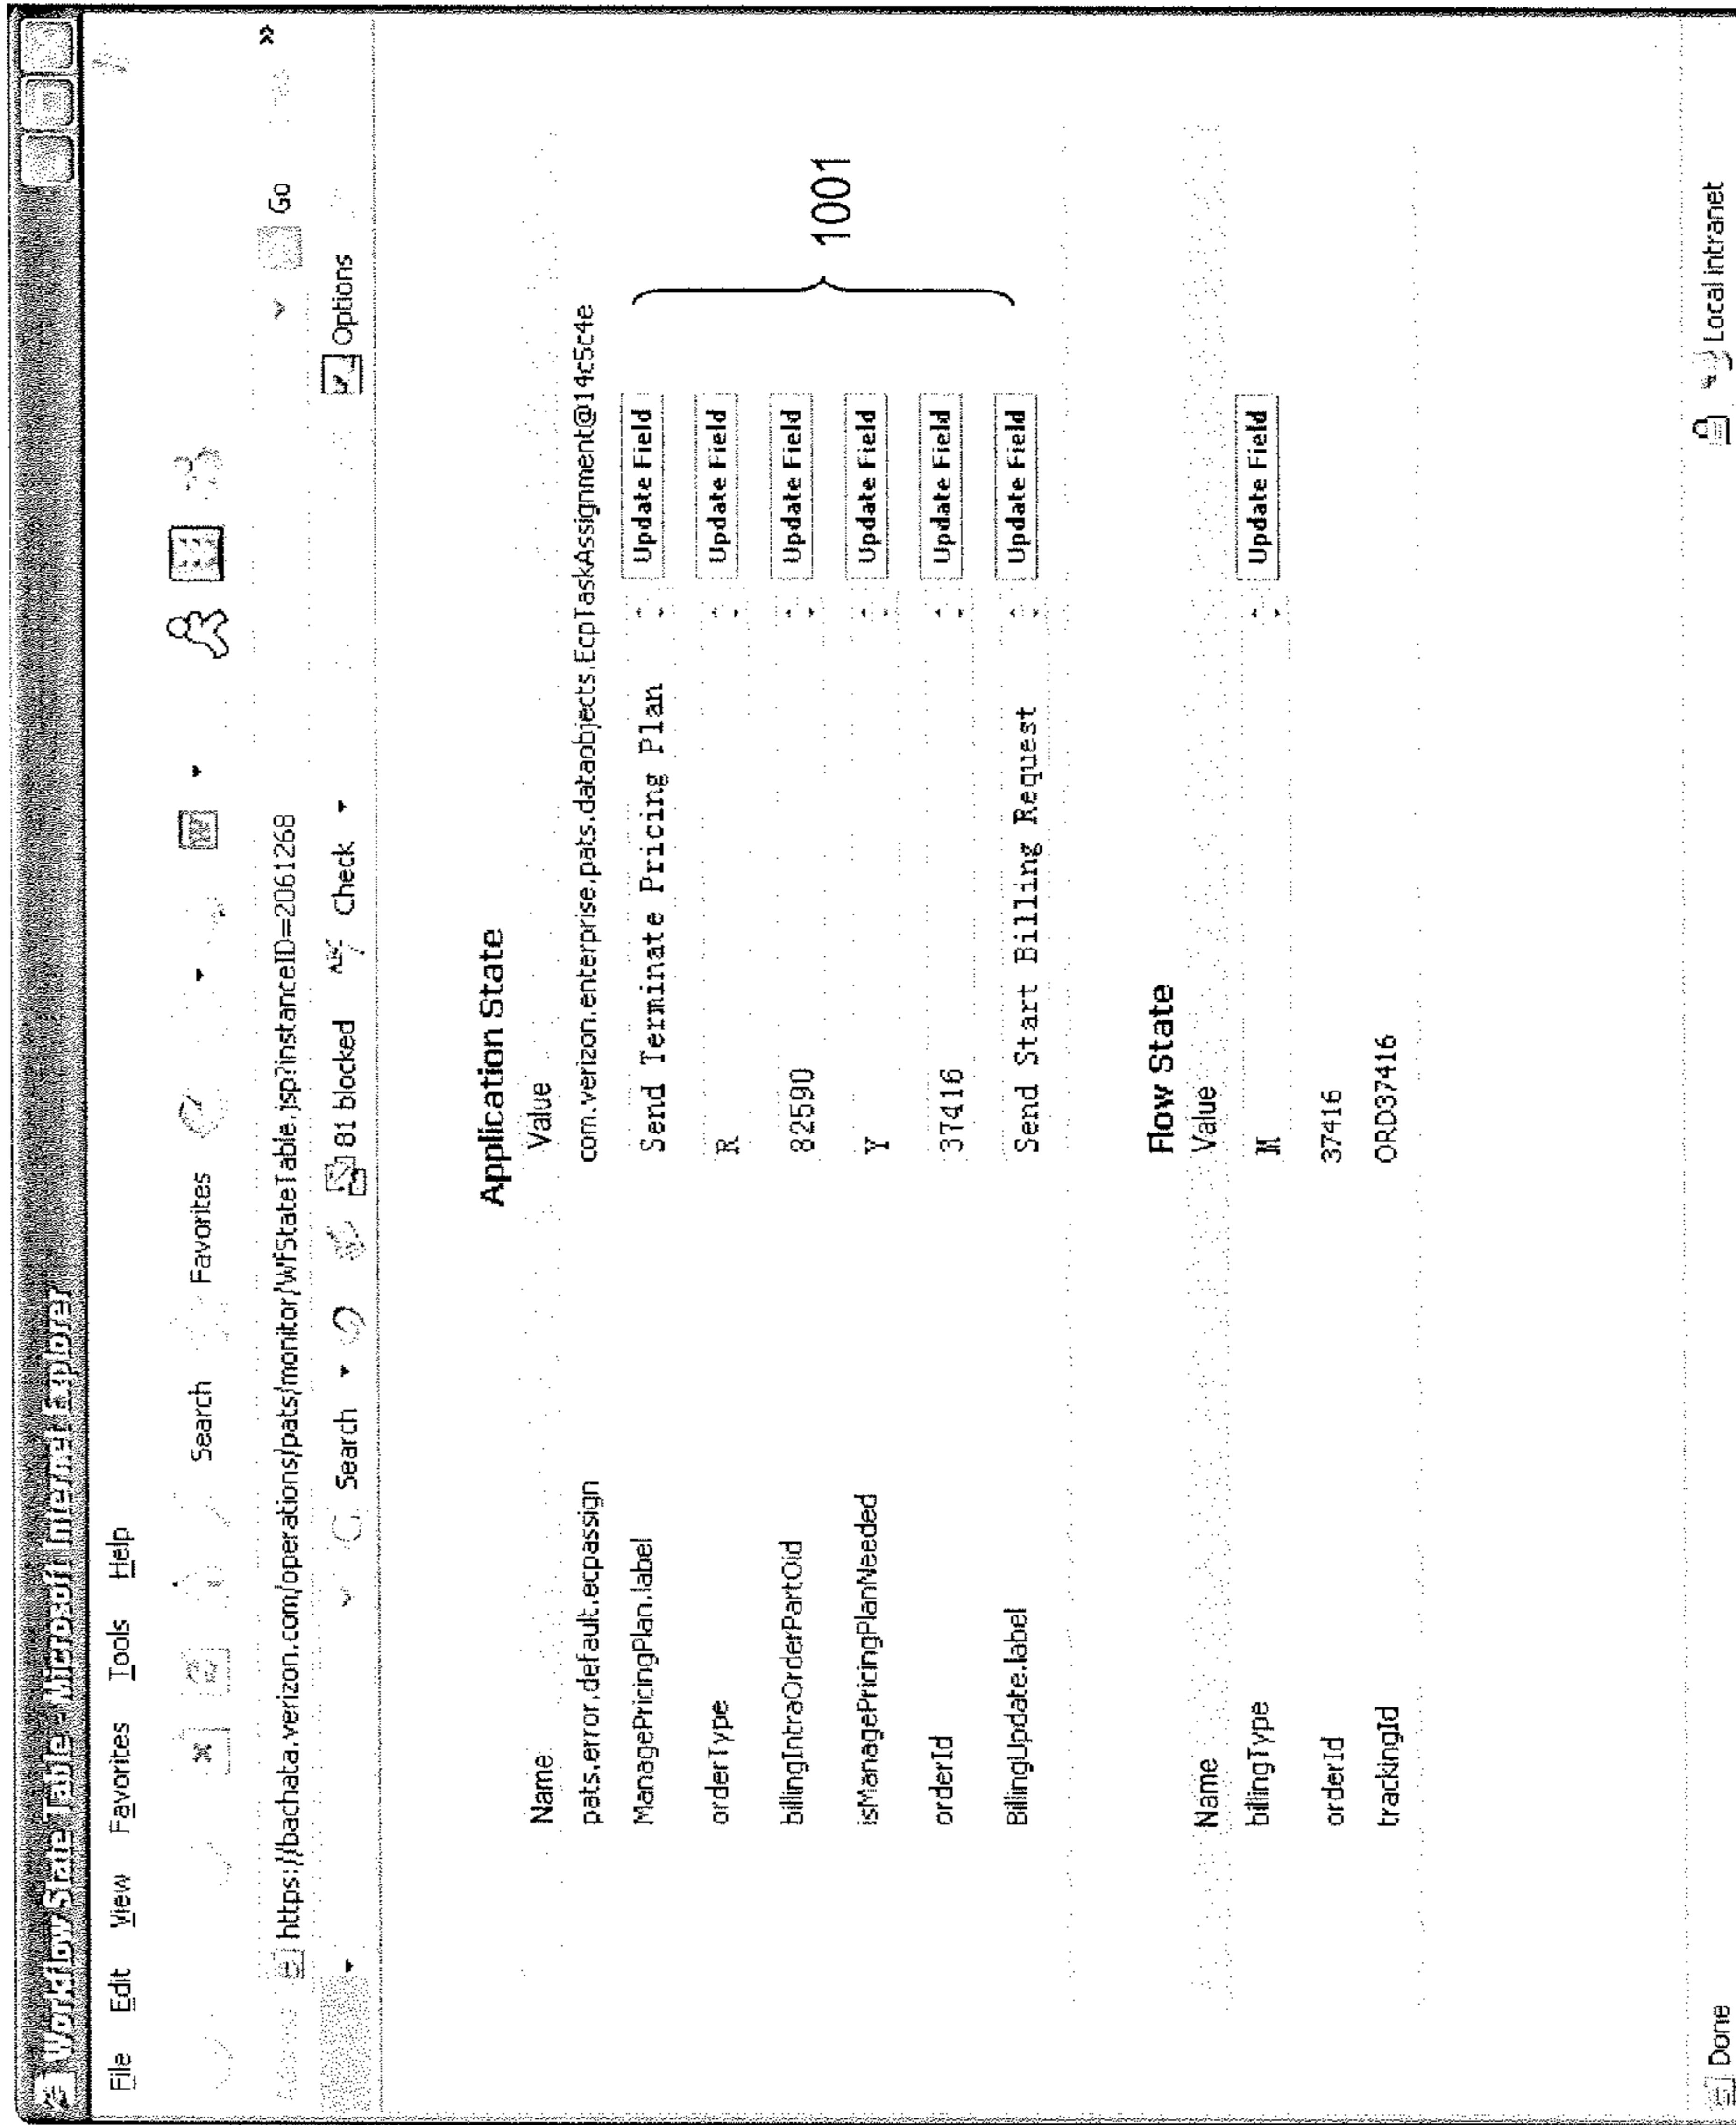 Workflow State Table - Microsoft Internet Explorer
File Edit View Favorites Tools Help
Search Favorites
Address https://bachata.verizon.com/operations/pats/monitor/WfStateTable.jsp?instanceID=2061268 Go »
Search 81 blocked ABC Check Options
Application State
Name Value
pats.error.default.ecpassign com.verizon.enterprise.pats.dataobjects.EcpTaskAssignment@14c5c4e
ManagePricingPlan.label Send Terminate Pricing Plan Update Field
orderType R Update Field
billingIntraOrderPartOid 82590 Update Field
isManagePricingPlanNeeded Y Update Field
orderId 37416 Update Field
BillingUpdate.label Send Start Billing Request Update Field
1001
Flow State
Name Value
billingType M Update Field
orderId 37416
trackingId ORD37416
Done Local intranet